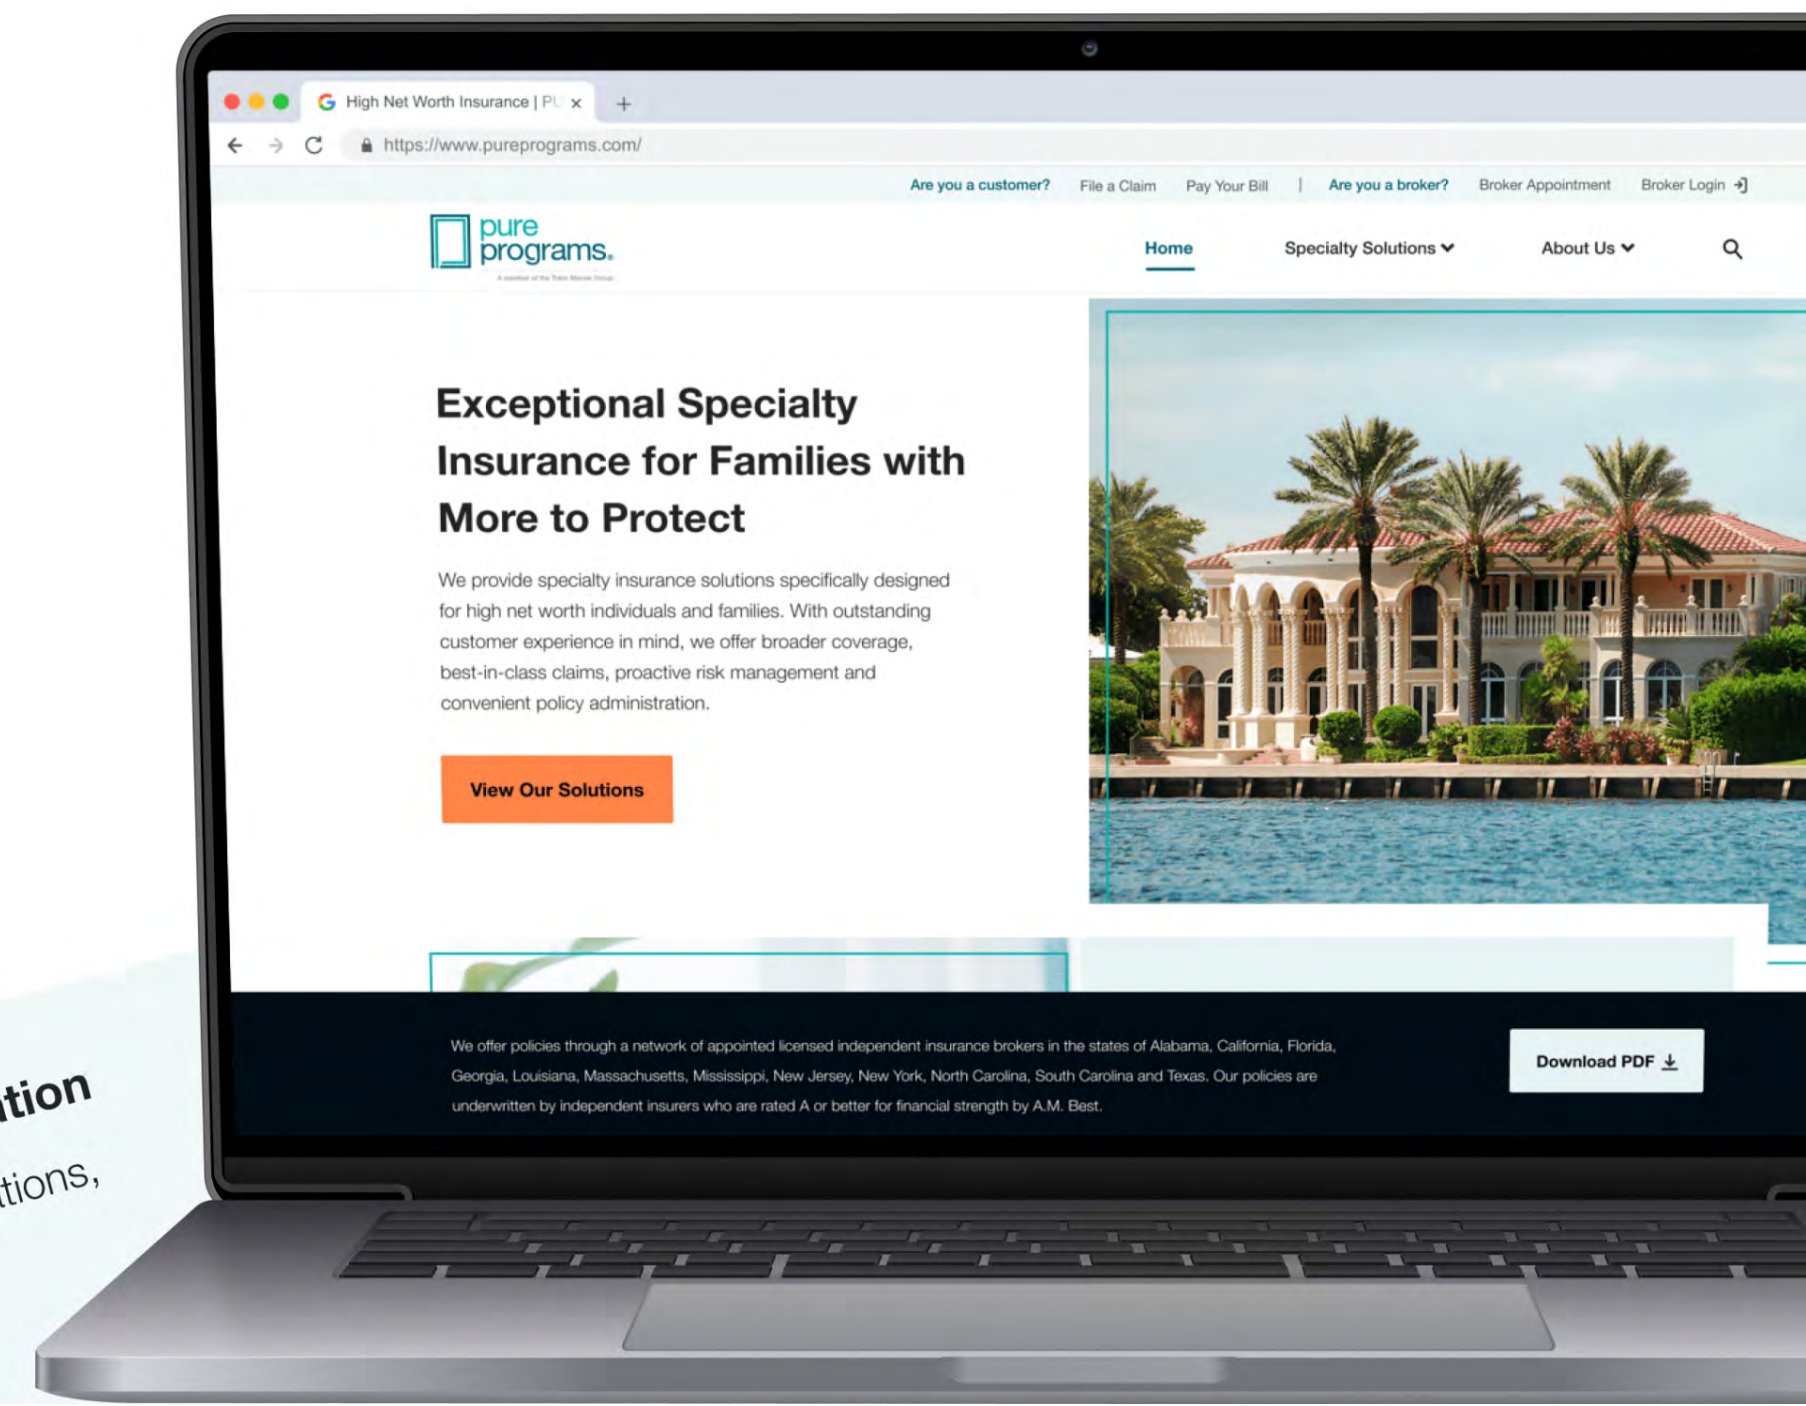 High Net Worth Insurance | PU
https://www.pureprograms.com/
Are you a customer? File a Claim Pay Your Bill | Are you a broker? Broker Appointment Broker Login
pure
programs.
A member of the Tokio Marine Group
Home Specialty Solutions About Us
Exceptional Specialty
Insurance for Families with
More to Protect
We provide specialty insurance solutions specifically designed
for high net worth individuals and families. With outstanding
customer experience in mind, we offer broader coverage,
best-in-class claims, proactive risk management and
convenient policy administration.
View Our Solutions
We offer policies through a network of appointed licensed independent insurance brokers in the states of Alabama, California, Florida,
Georgia, Louisiana, Massachusetts, Mississippi, New Jersey, New York, North Carolina, South Carolina and Texas. Our policies are
underwritten by independent insurers who are rated A or better for financial strength by A.M. Best.
Download PDF
tion
tions,